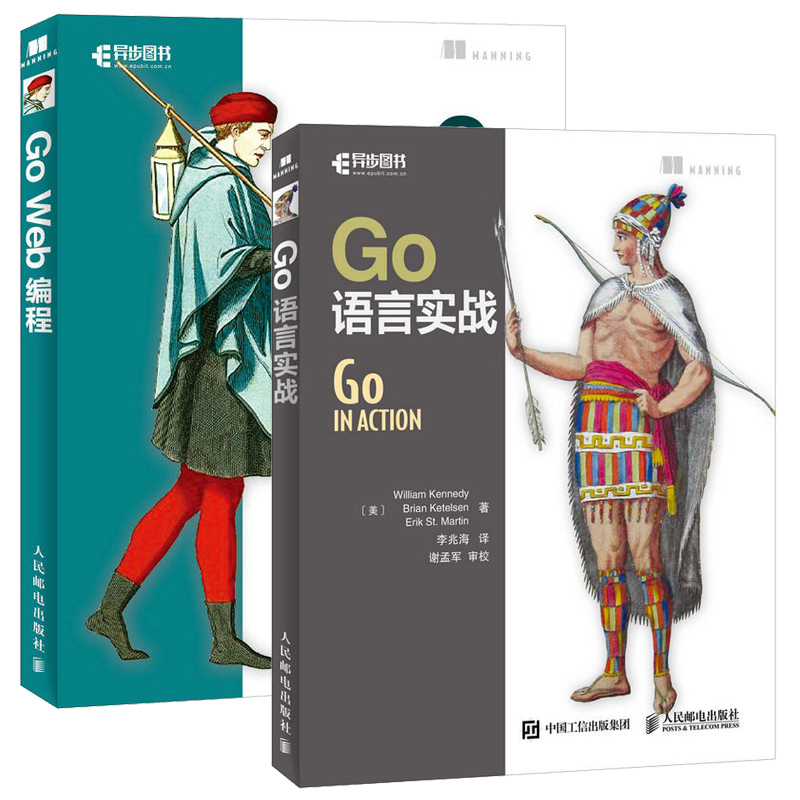 异步图书
www.epubit.com.cn
MANNING
Go Web 编程
人民邮电出版社
异步图书
www.epubit.com.cn
MANNING
Go 语言实战
人民邮电出版社
Go
语言实战
Go
IN ACTION
William Kennedy
[美] Brian Ketelsen 著
Erik St. Martin
李兆海 译
谢孟军 审校
中国工信出版集团
人民邮电出版社
POSTS & TELECOM PRESS